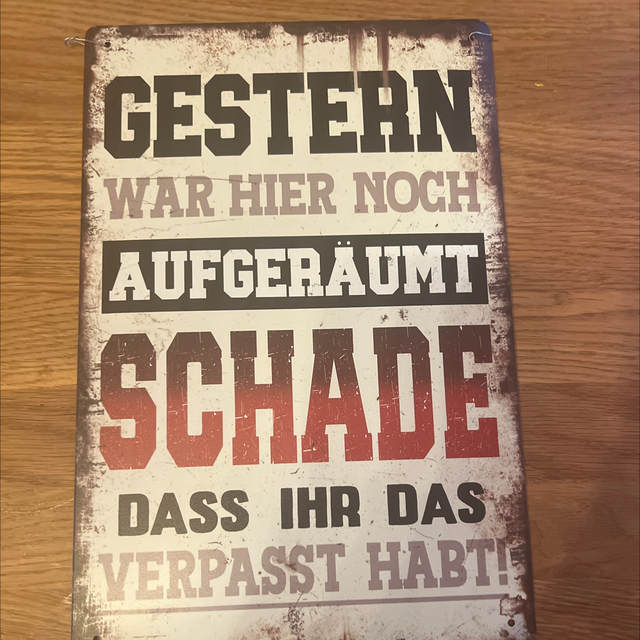 GESTERN
WAR HIER NOCH
AUFGERÄUMT
SCHADE
DASS IHR DAS
VERPASST HABT!